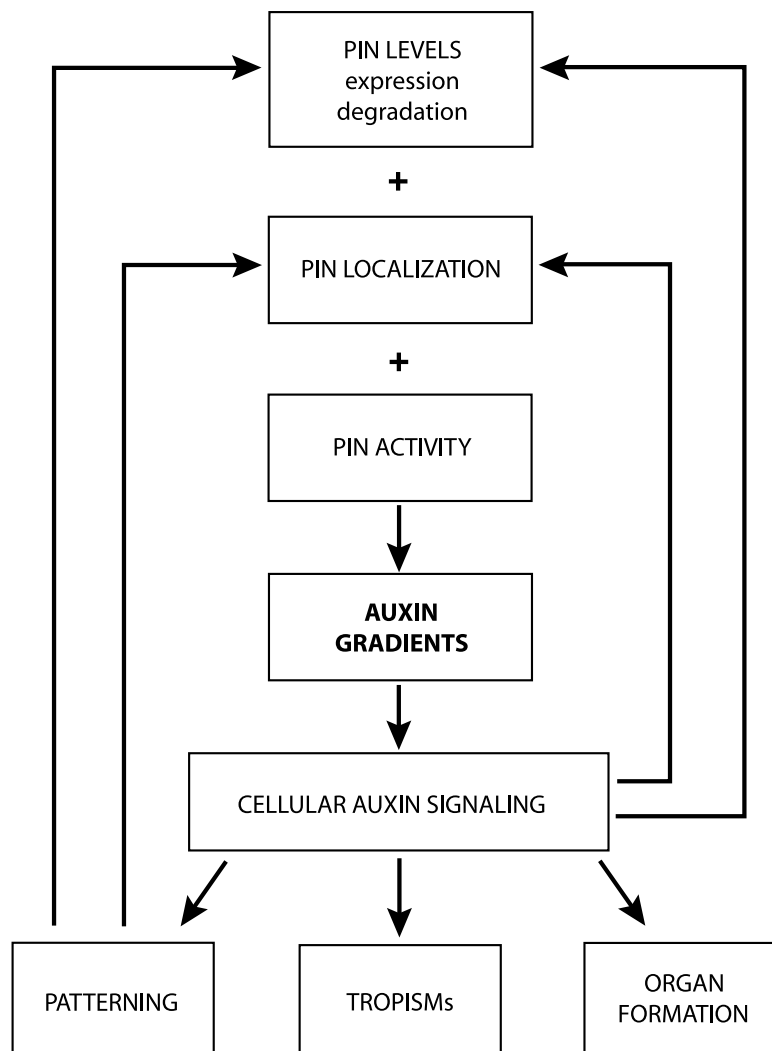 PIN LEVELS
expression
degradation
+
PIN LOCALIZATION
+
PIN ACTIVITY
AUXIN
GRADIENTS
CELLULAR AUXIN SIGNALING
PATTERNING
TROPISMs
ORGAN
FORMATION